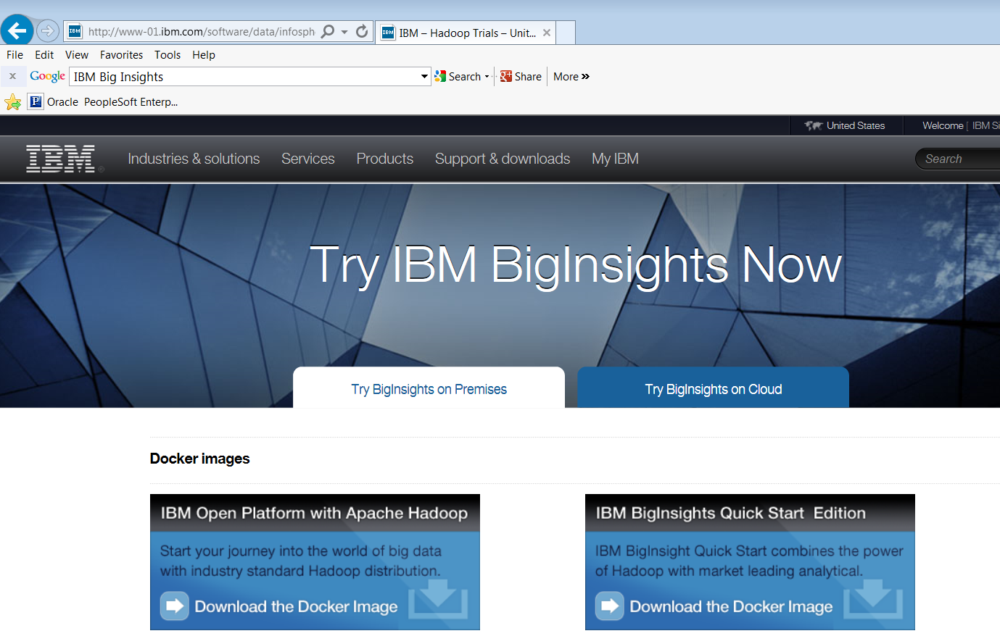 http://www-01.ibm.com/software/data/infosph
IBM – Hadoop Trials – Unit...
File Edit View Favorites Tools Help
x Google IBM Big Insights Search Share More »
P Oracle PeopleSoft Enterp...
United States Welcome [ IBM Si
IBM Industries & solutions Services Products Support & downloads My IBM Search
Try IBM BigInsights Now
Try BigInsights on Premises
Try BigInsights on Cloud
Docker images
IBM Open Platform with Apache Hadoop
Start your journey into the world of big data
with industry standard Hadoop distribution.
Download the Docker Image
IBM BigInsights Quick Start Edition
IBM BigInsight Quick Start combines the power
of Hadoop with market leading analytical.
Download the Docker Image